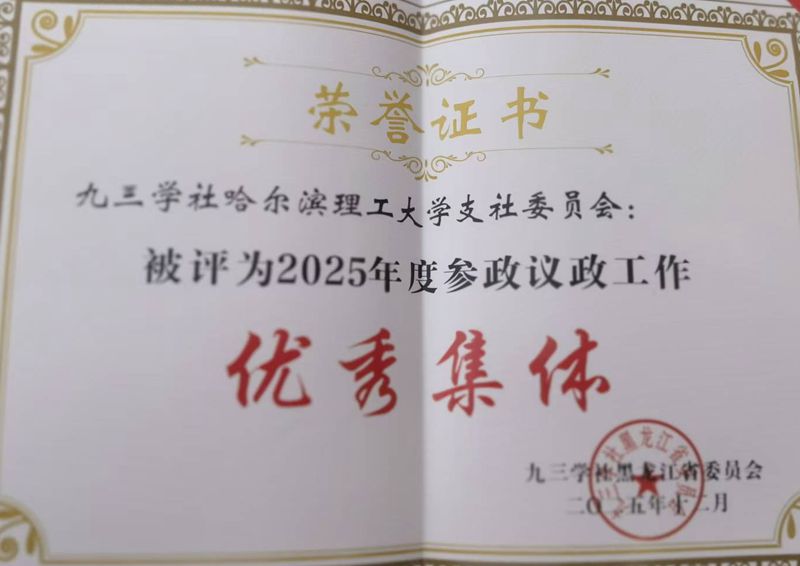 荣誉证书
九三学社哈尔滨理工大学支社委员会：
被评为2025年度参政议政工作
优秀集体
九三学社黑龙江省委员会
二〇二五年十二月